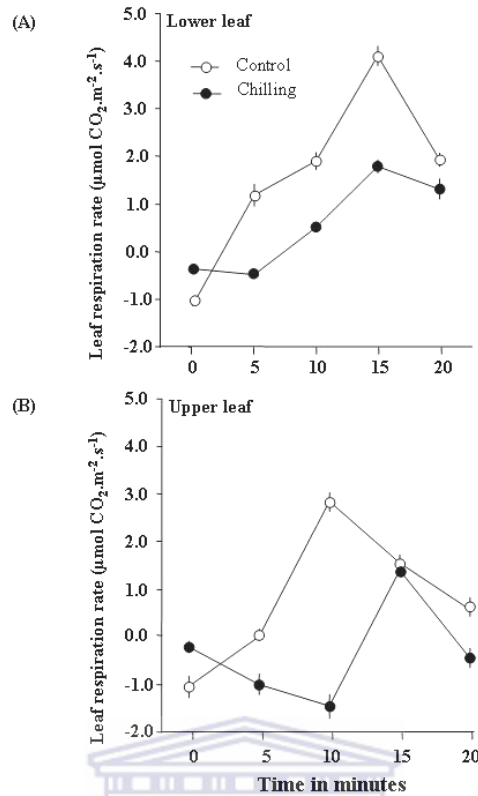 (A)
Lower leaf
Control
Chilling
Leaf respiration rate (µmol CO₂.m⁻².s⁻¹)
5.0
4.0
3.0
2.0
1.0
0.0
-1.0
-2.0
0 5 10 15 20
(B)
Upper leaf
Leaf respiration rate (µmol CO₂.m⁻².s⁻¹)
5.0
4.0
3.0
2.0
1.0
0.0
-1.0
-2.0
0 5 10 15 20
Time in minutes